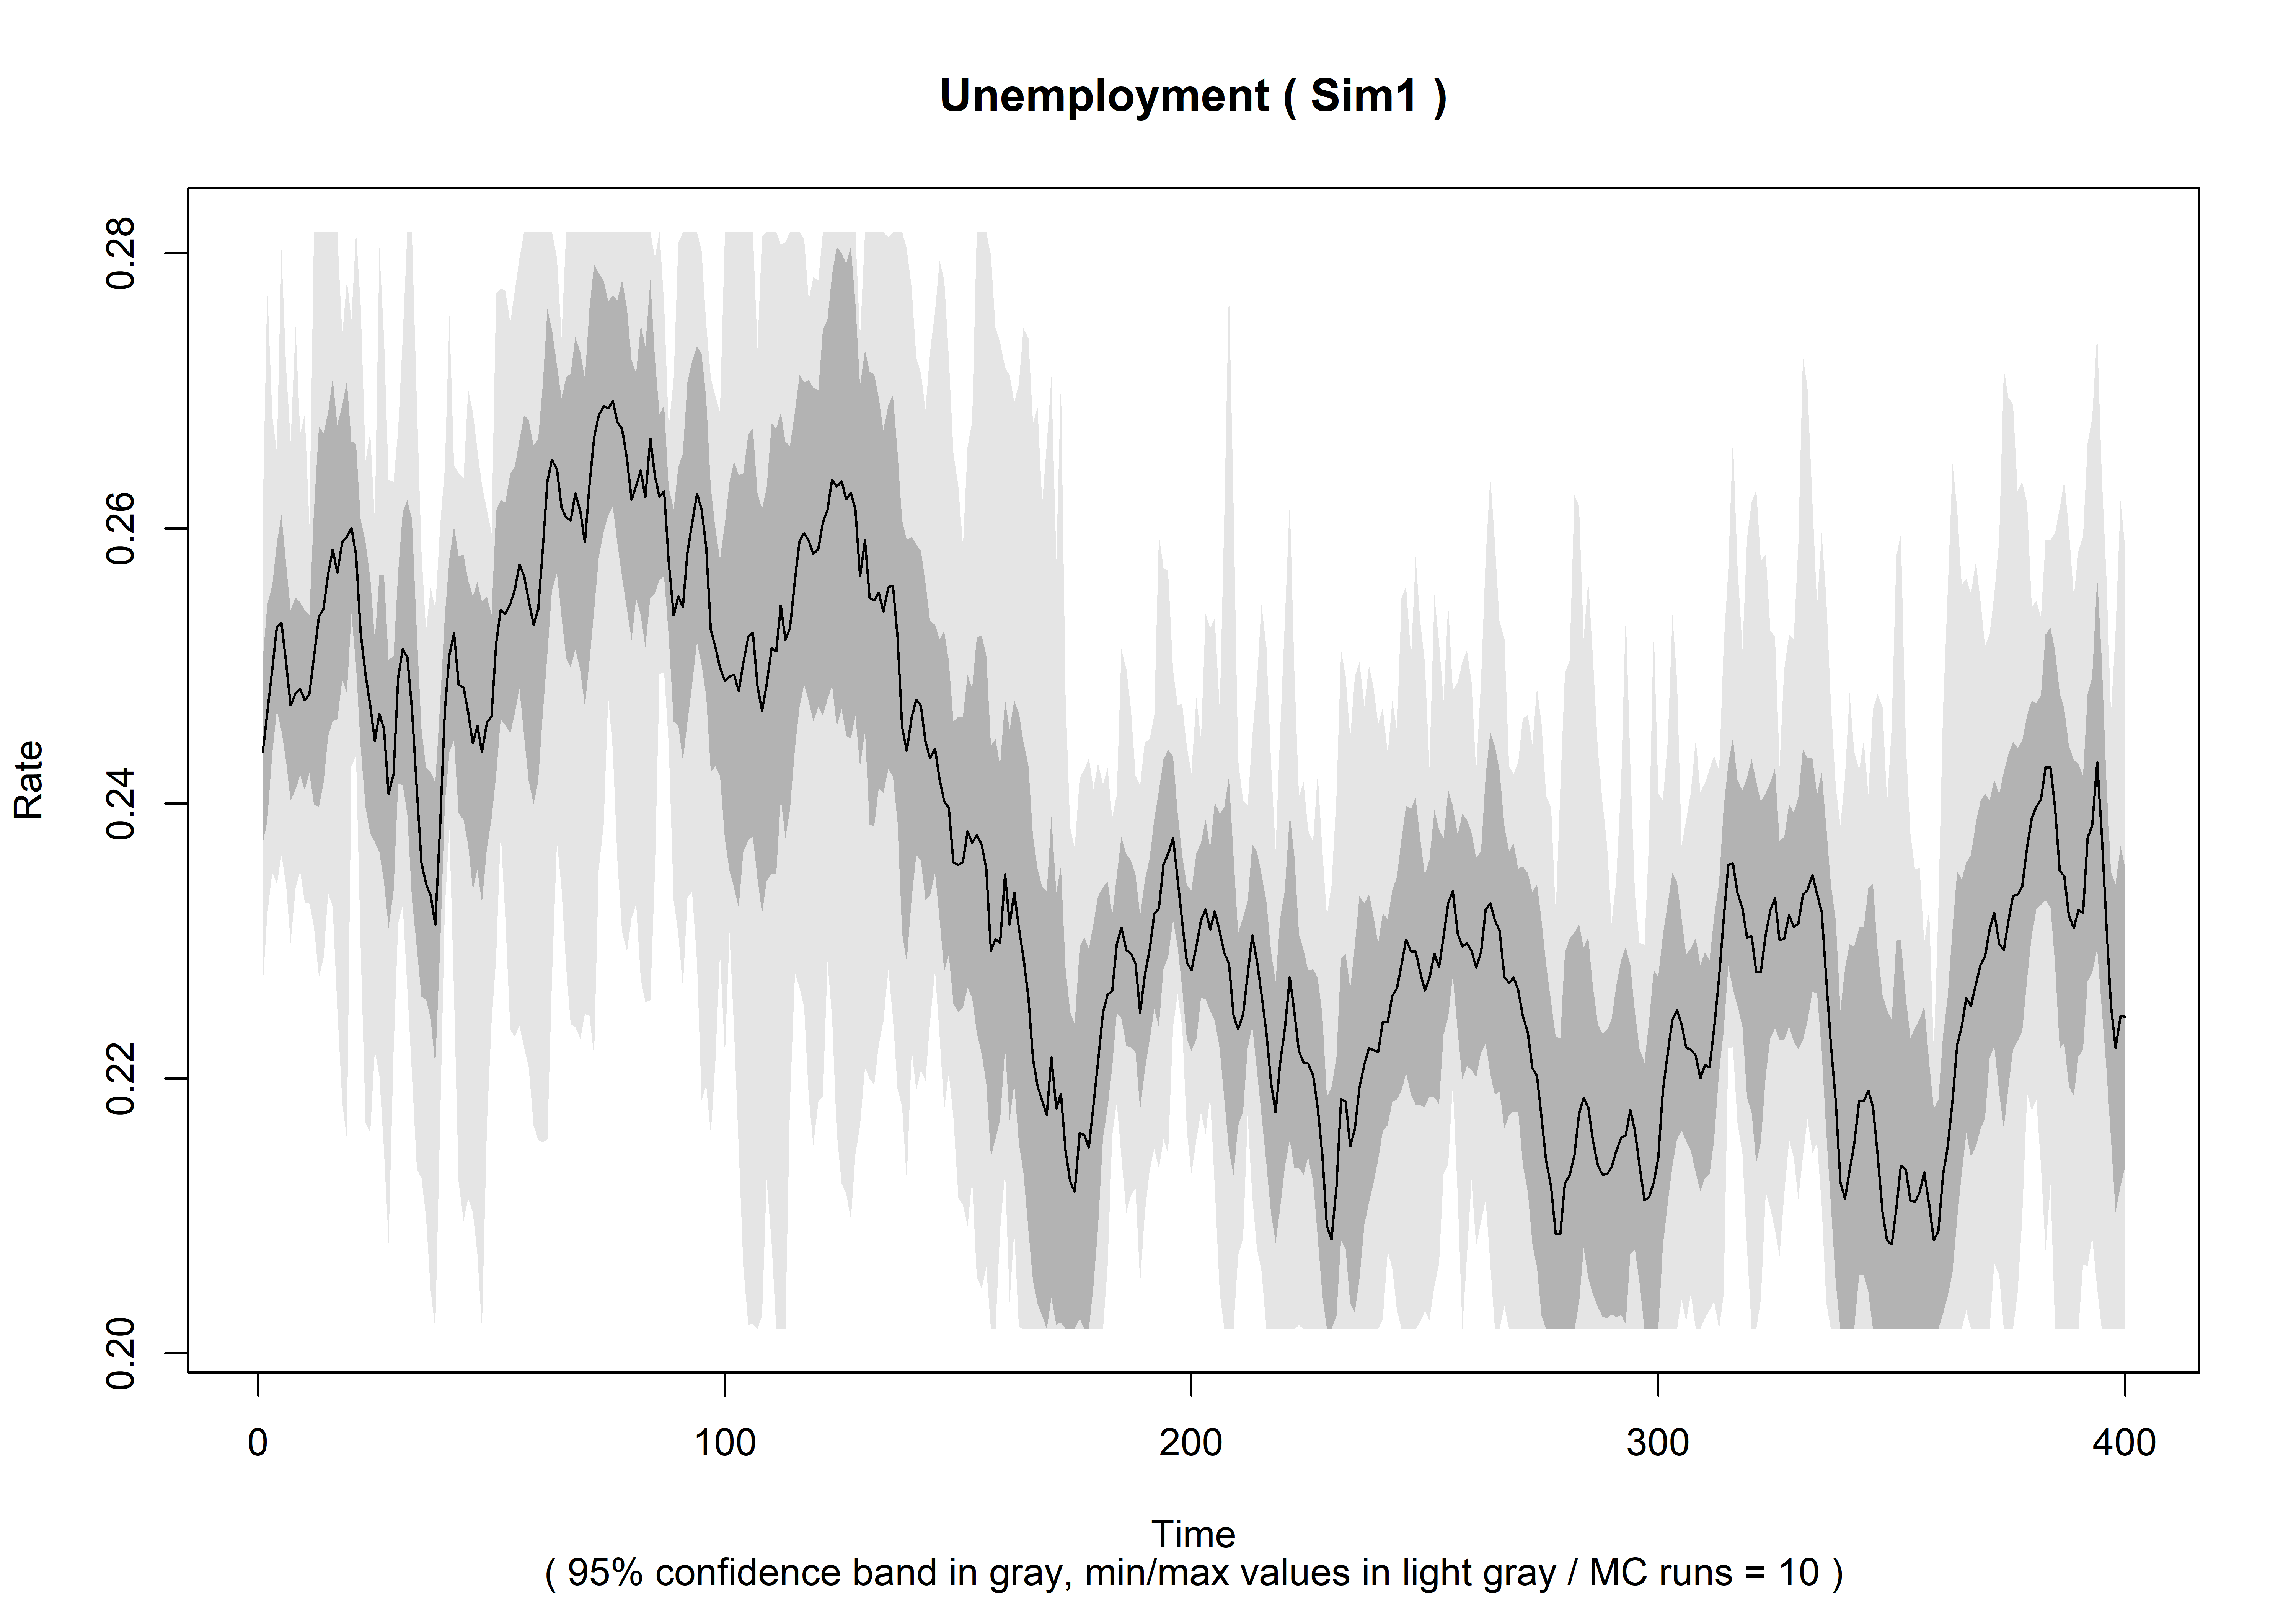 Unemployment ( Sim1 )
Rate
0.28
0.26
0.24
0.22
0.20
0 100 200 300 400
Time
( 95% confidence band in gray, min/max values in light gray / MC runs = 10 )